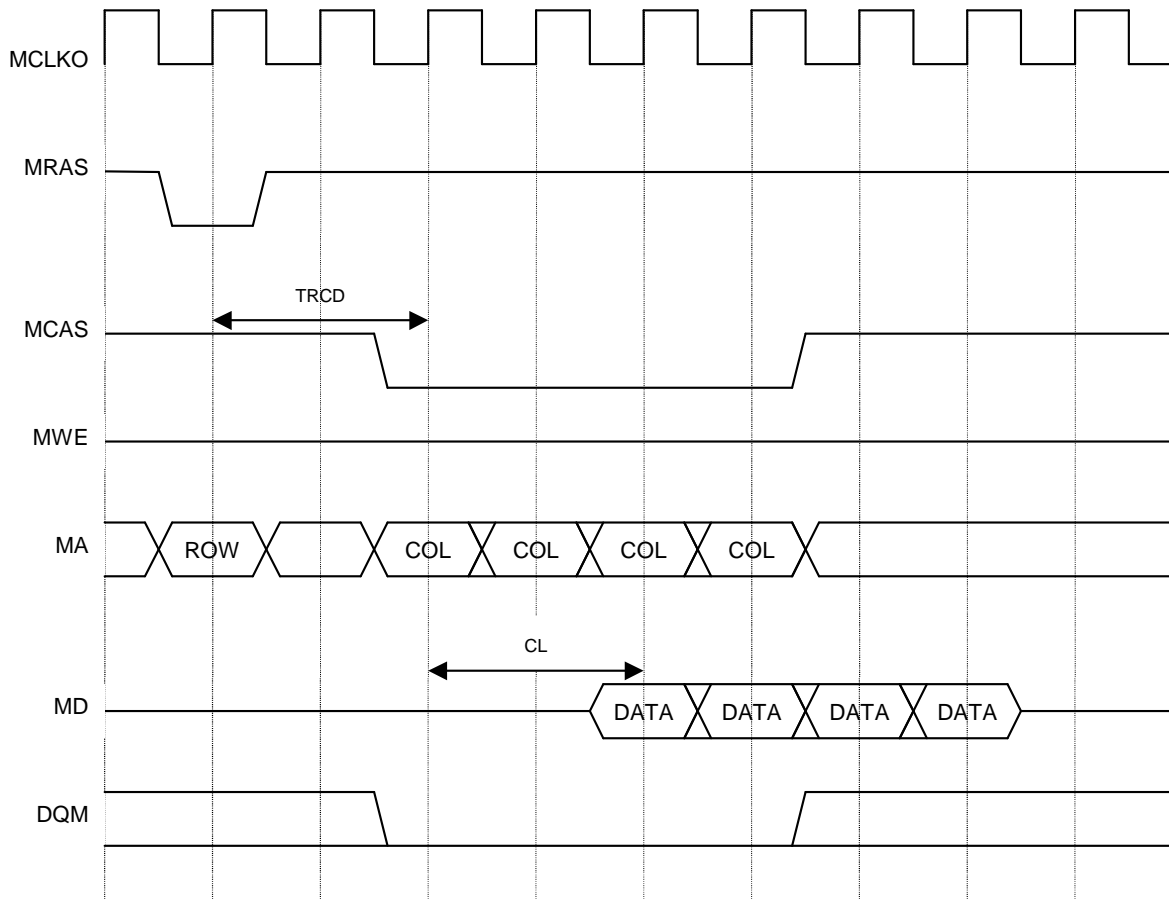 MCLKO
MRAS
TRCD
MCAS
MWE
MA ROW COL COL COL COL
CL
MD DATA DATA DATA DATA
DQM